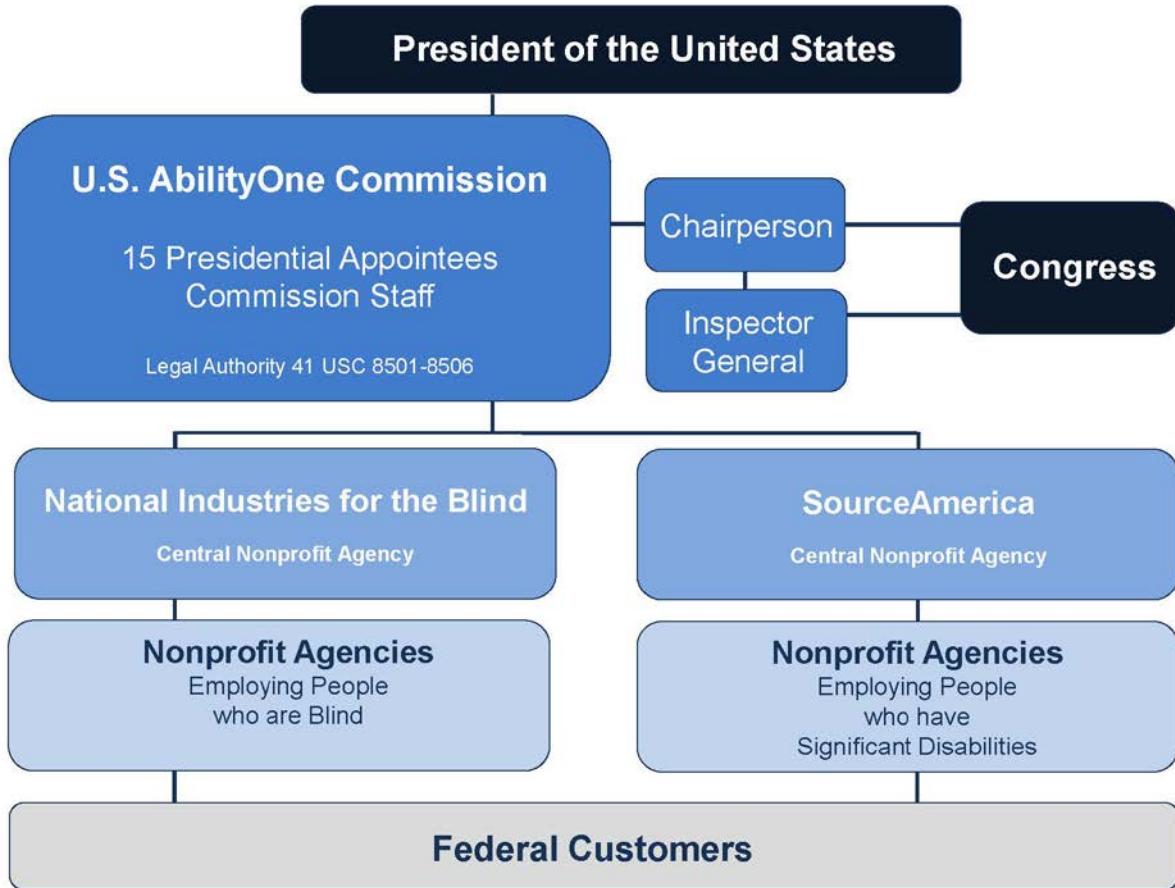 President of the United States
U.S. AbilityOne Commission
15 Presidential Appointees
Commission Staff
Legal Authority 41 USC 8501-8506
Chairperson
Inspector
General
Congress
National Industries for the Blind
Central Nonprofit Agency
SourceAmerica
Central Nonprofit Agency
Nonprofit Agencies
Employing People
who are Blind
Nonprofit Agencies
Employing People
who have
Significant Disabilities
Federal Customers